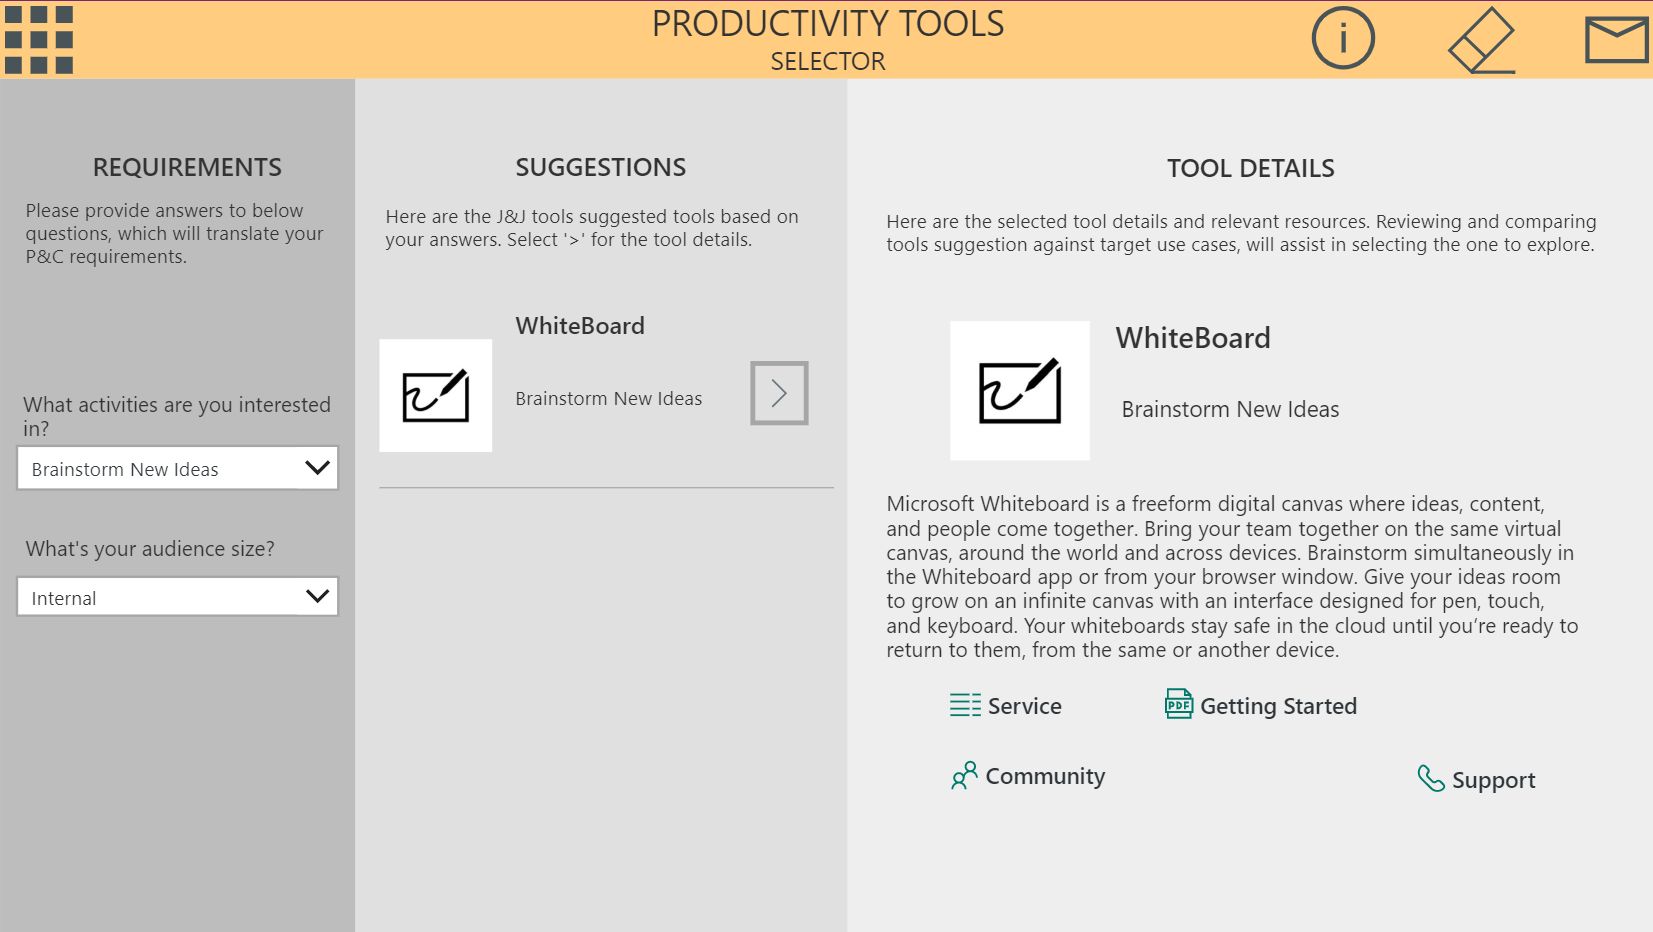 PRODUCTIVITY TOOLS
SELECTOR
i
REQUIREMENTS
Please provide answers to below
questions, which will translate your
P&C requirements.
What activities are you interested
in?
Brainstorm New Ideas
What's your audience size?
Internal
SUGGESTIONS
Here are the J&J tools suggested tools based on
your answers. Select '>' for the tool details.
WhiteBoard
Brainstorm New Ideas
TOOL DETAILS
Here are the selected tool details and relevant resources. Reviewing and comparing
tools suggestion against target use cases, will assist in selecting the one to explore.
WhiteBoard
Brainstorm New Ideas
Microsoft Whiteboard is a freeform digital canvas where ideas, content,
and people come together. Bring your team together on the same virtual
canvas, around the world and across devices. Brainstorm simultaneously in
the Whiteboard app or from your browser window. Give your ideas room
to grow on an infinite canvas with an interface designed for pen, touch,
and keyboard. Your whiteboards stay safe in the cloud until you’re ready to
return to them, from the same or another device.
Service
PDF Getting Started
Community
Support